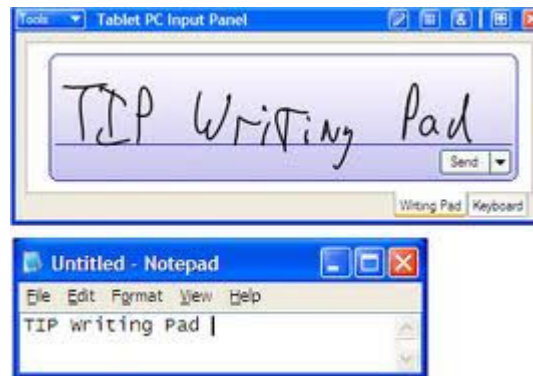 Tools Tablet PC Input Panel
TIP Writing Pad
Send
Writing Pad Keyboard
Untitled - Notepad
File Edit Format View Help
TIP Writing Pad